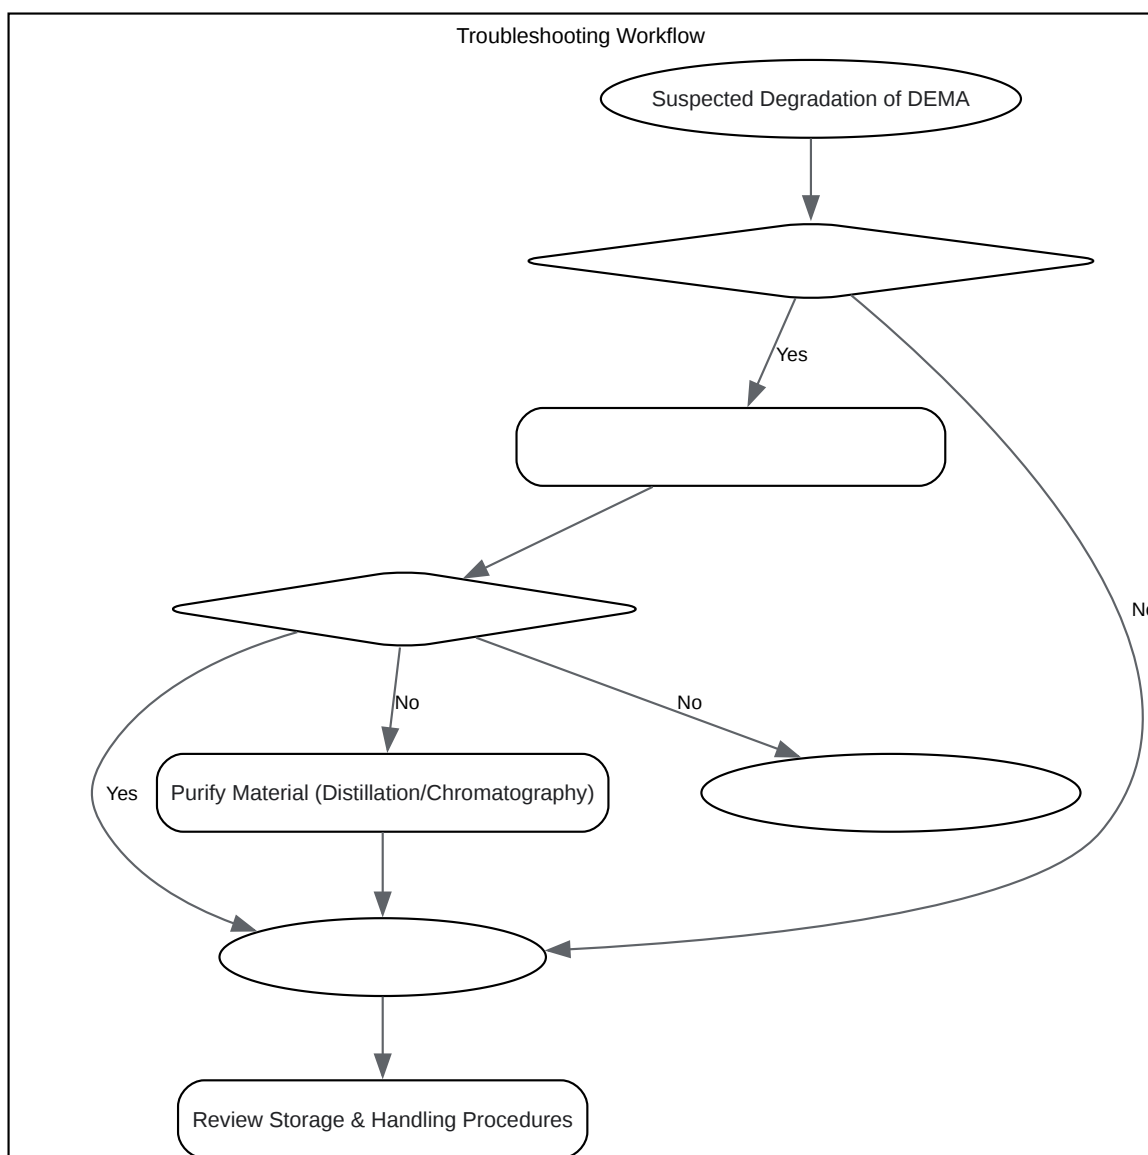 Troubleshooting Workflow
Suspected Degradation of DEMA
Yes
No
No
No
Yes
Purify Material (Distillation/Chromatography)
Review Storage & Handling Procedures